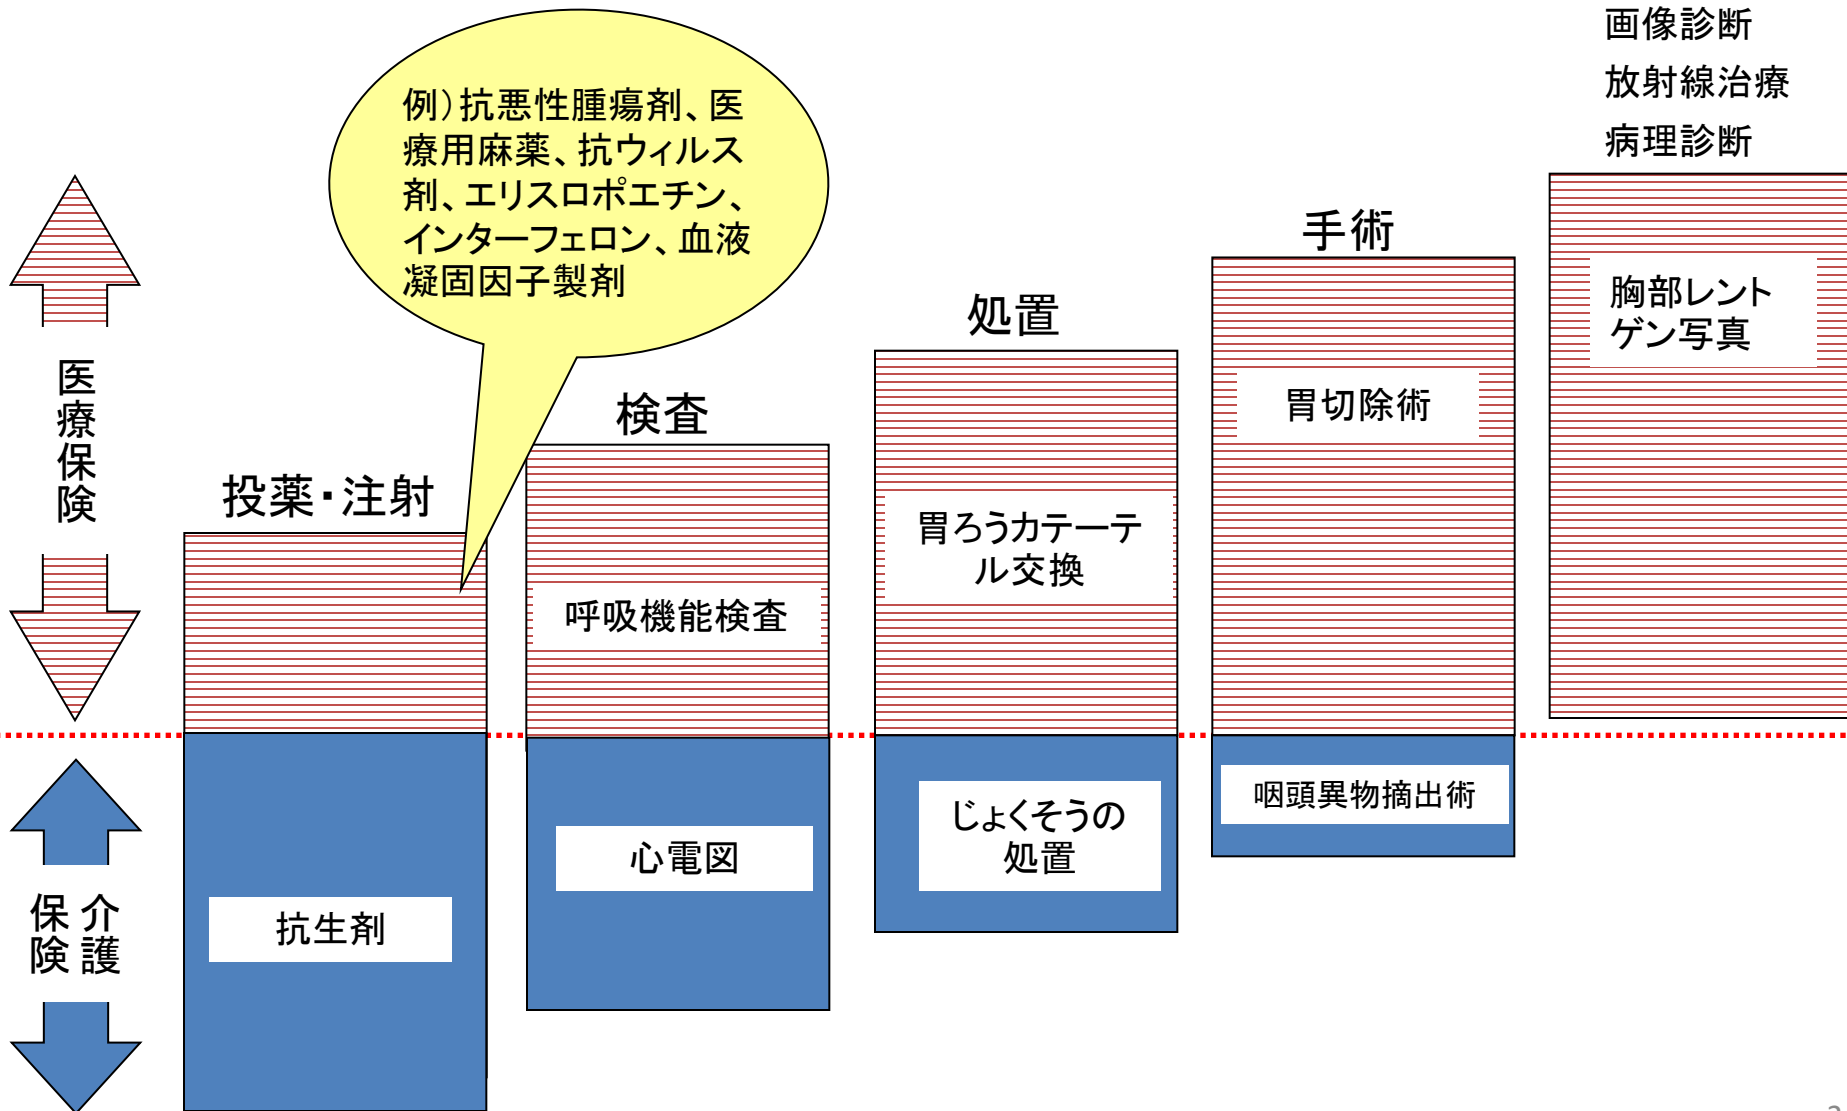 画像診断
放射線治療
病理診断
例）抗悪性腫瘍剤、医
療用麻薬、抗ウィルス
剤、エリスロポエチン、
インターフェロン、血液
凝固因子製剤
手術
処置
検査
投薬・注射
医療保険
胸部レント
ゲン写真
胃切除術
胃ろうカテーテ
ル交換
呼吸機能検査
介護
保険
抗生剤
心電図
じょくそうの
処置
咽頭異物摘出術